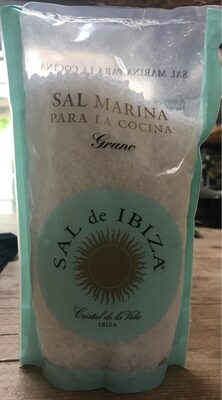 SAL MARINA PARA LA COCINA
SAL MARINA
PARA LA COCINA
Grano
SAL de IBIZA
Cristal de la Vida
IBIZA